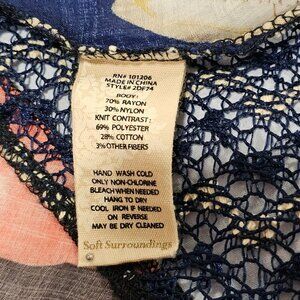 RN# 101206
MADE IN CHINA
STYLE# 2DF74
BODY:
70% RAYON
30% NYLON
KNIT CONTRAST:
69% POLYESTER
28% COTTON
3% OTHER FIBERS
HAND WASH COLD
ONLY NON-CHLORINE
BLEACH WHEN NEEDED
HANG TO DRY
COOL IRON IF NEEDED
ON REVERSE
MAY BE DRY CLEANED
Soft Surroundings